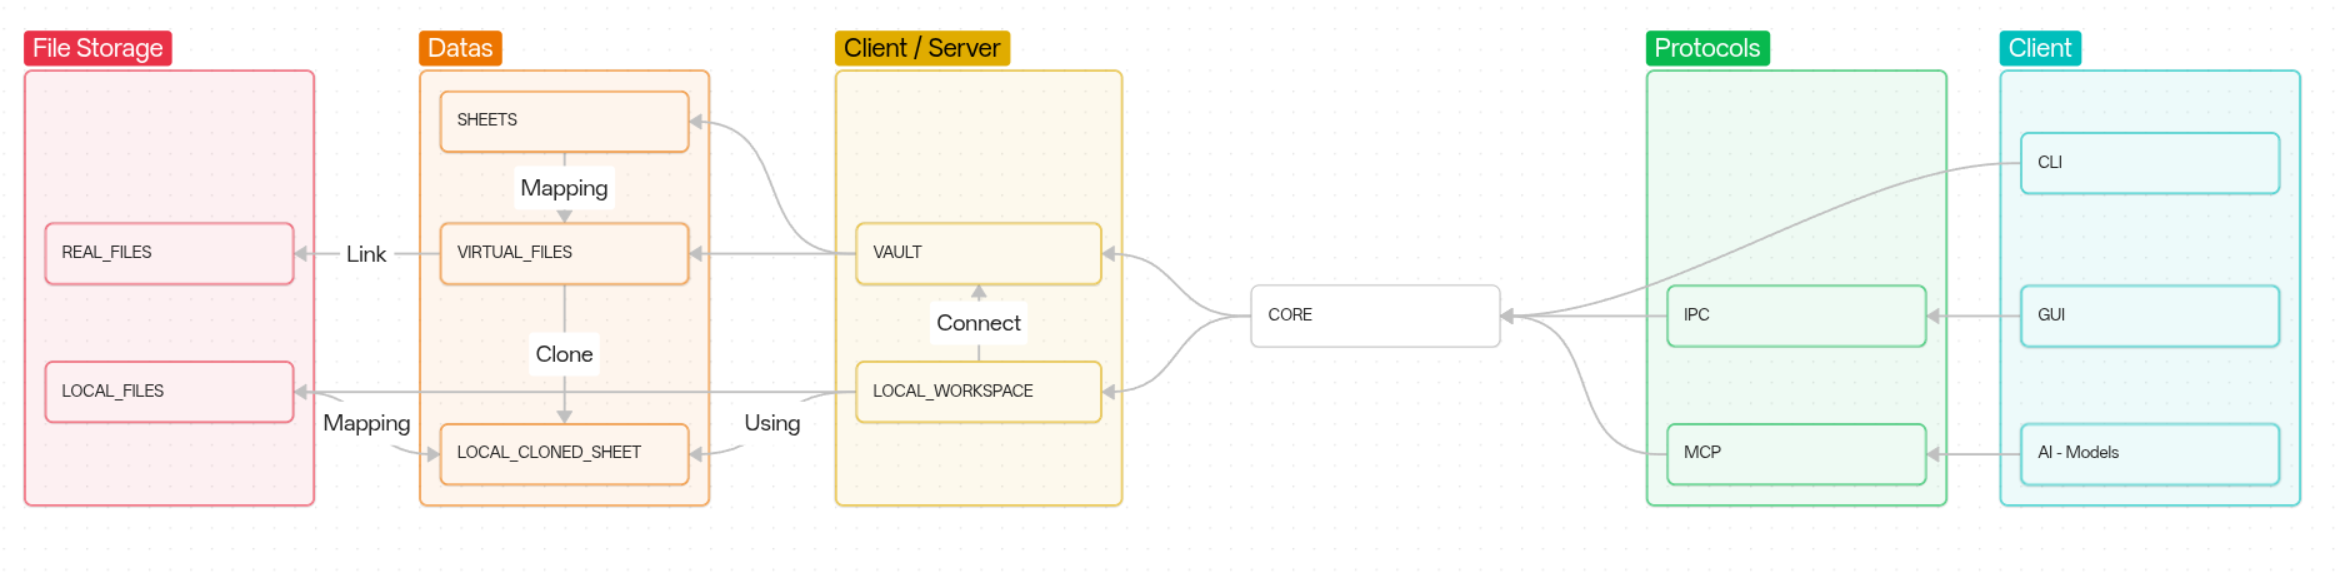 File Storage
Datas
Client / Server
Protocols
Client
SHEETS
Mapping
CLI
REAL_FILES
Link
VIRTUAL_FILES
VAULT
Connect
CORE
IPC
GUI
Clone
LOCAL_FILES
LOCAL_WORKSPACE
Mapping
Using
LOCAL_CLONED_SHEET
MCP
AI - Models